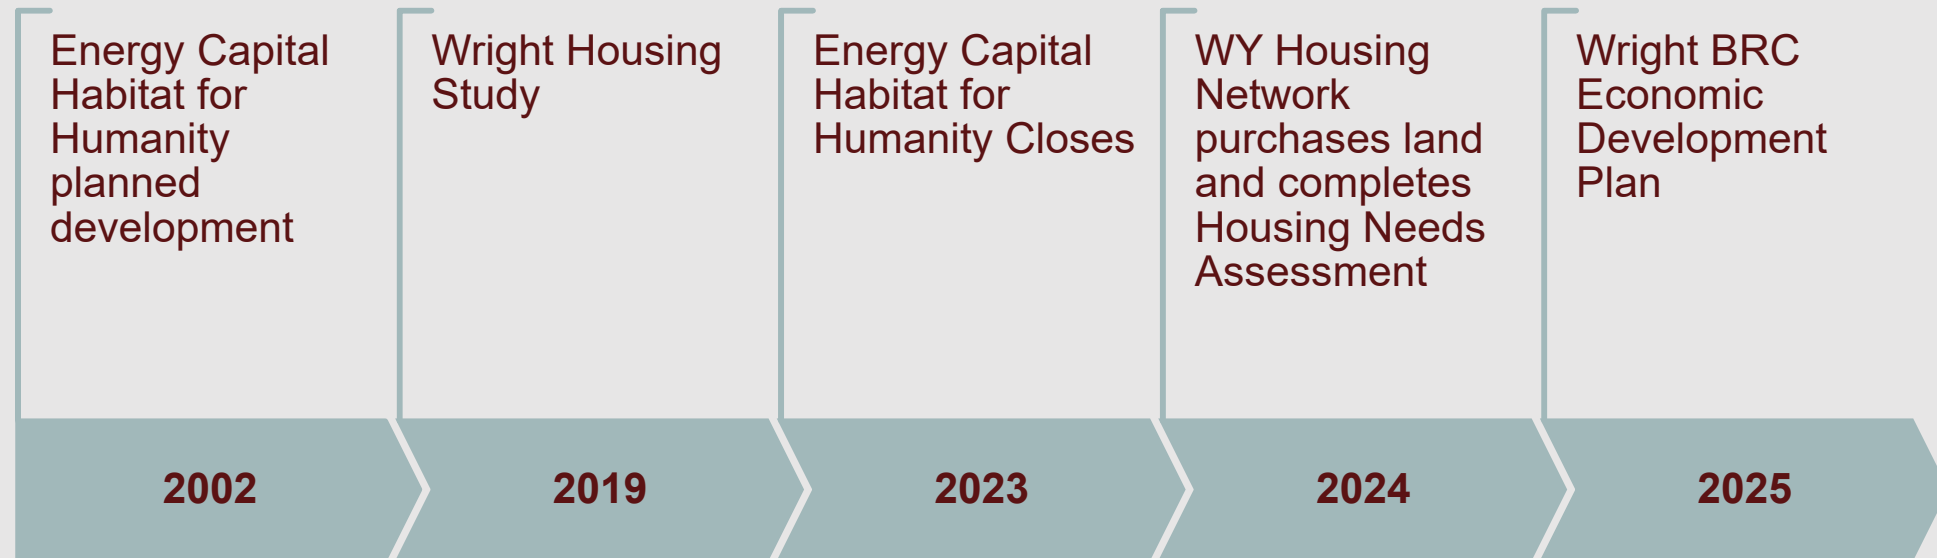 Energy Capital
Habitat for
Humanity
planned
development
Wright Housing
Study
Energy Capital
Habitat for
Humanity Closes
WY Housing
Network
purchases land
and completes
Housing Needs
Assessment
Wright BRC
Economic
Development
Plan
2002
2019
2023
2024
2025